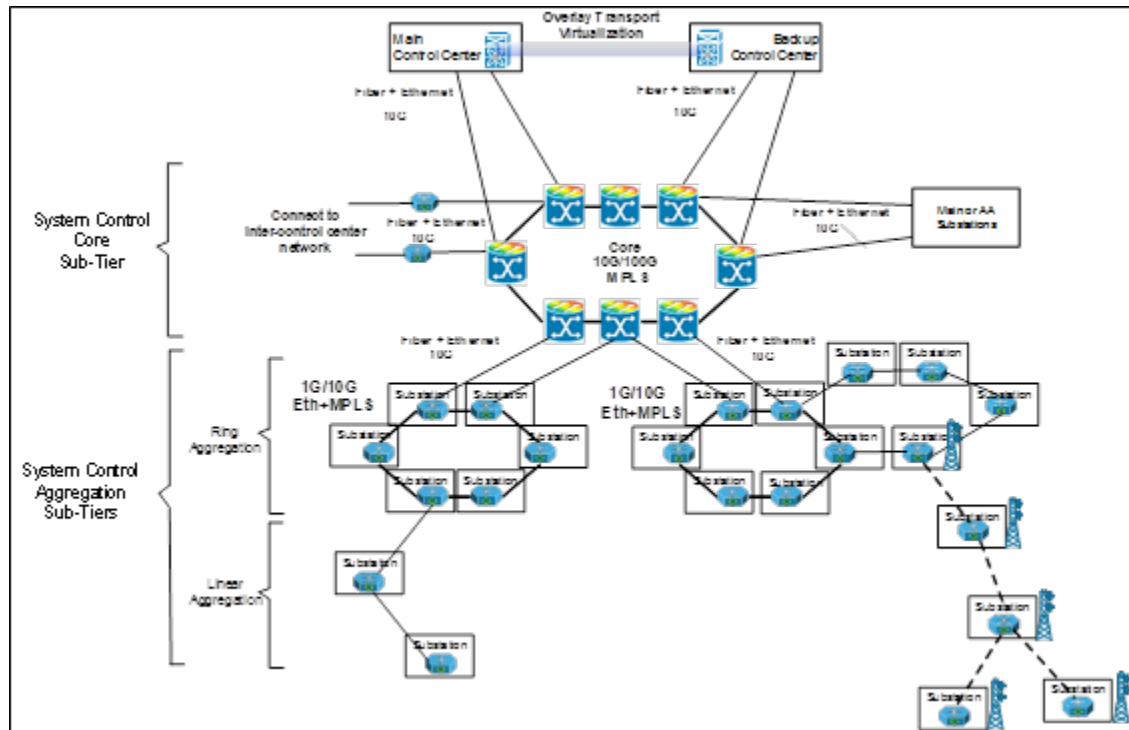 Overlay Transport
Virtualization
Main
Control Center
Backup
Control Center
Fiber + Ethernet
10G
Fiber + Ethernet
10G
System Control
Core
Sub-Tier
Connect to
Inter-control center
network
Fiber + Ethernet
10G
Core
10G/100G
MPLS
Fiber + Ethernet
10G
Substations
Fiber + Ethernet
10G
Fiber + Ethernet
10G
System Control
Aggregation
Sub-Tiers
Ring
Aggregation
Linear
Aggregation
1G/10G
Eth+MPLS
Substation
Substation
Substation
Substation
Substation
Substation
Substation
Substation
1G/10G
Eth+MPLS
Substation
Substation
Substation
Substation
Substation
Substation
Substation
Substation
Substation
Substation
Substation
Substation
Substation
Substation